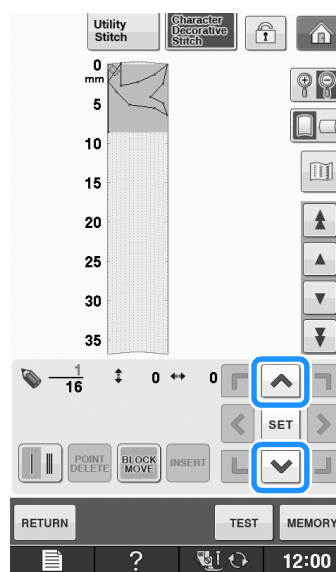 Utility
Stitch
Character
Decorative
Stitch
0
mm
5
10
15
20
25
30
35
1
16
0
0
SET
POINT
DELETE
BLOCK
MOVE
INSERT
RETURN
TEST
MEMORY
?
12:00